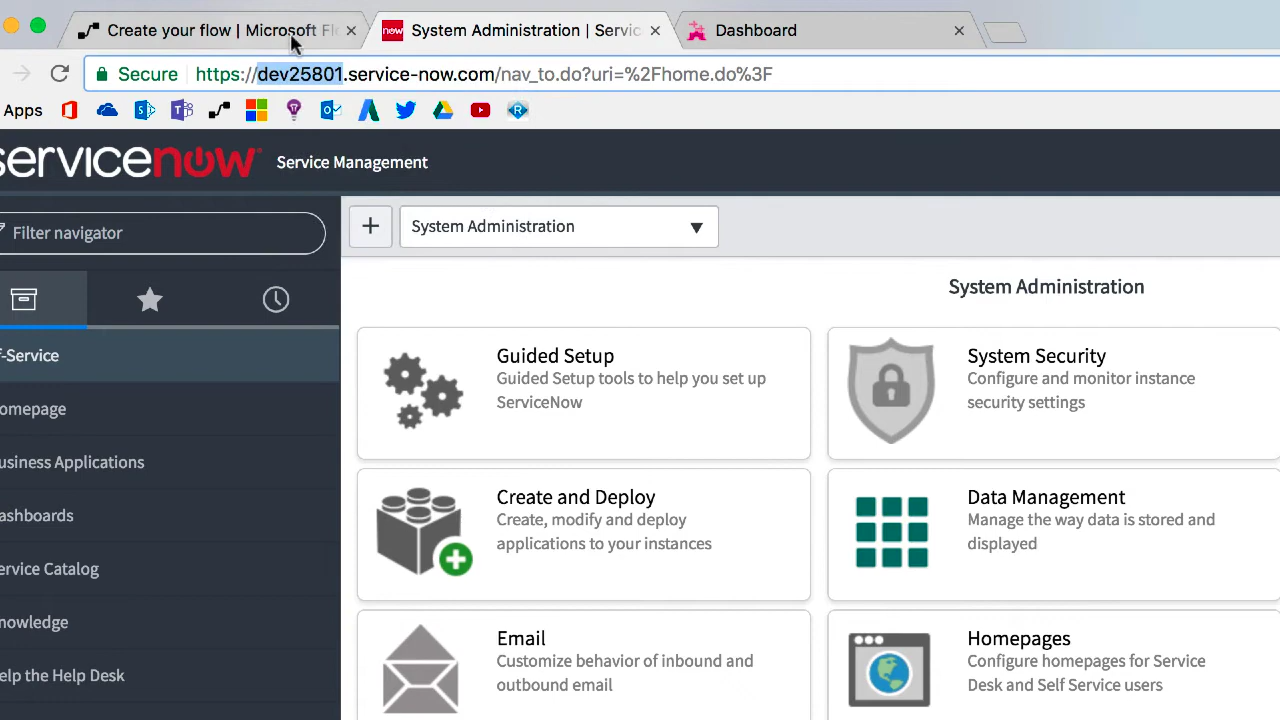 Create your flow | Microsoft Fl
System Administration | Servic
Dashboard
Secure
https://dev25801.service-now.com/nav_to.do?uri=%2Fhome.do%3F
Apps
servicenow
Service Management
Filter navigator
System Administration
System Administration
f-Service
omepage
usiness Applications
ashboards
ervice Catalog
nowledge
elp the Help Desk
Guided Setup
Guided Setup tools to help you set up
ServiceNow
System Security
Configure and monitor instance
security settings
Create and Deploy
Create, modify and deploy
applications to your instances
Data Management
Manage the way data is stored and
displayed
Email
Customize behavior of inbound and
outbound email
Homepages
Configure homepages for Service
Desk and Self Service users